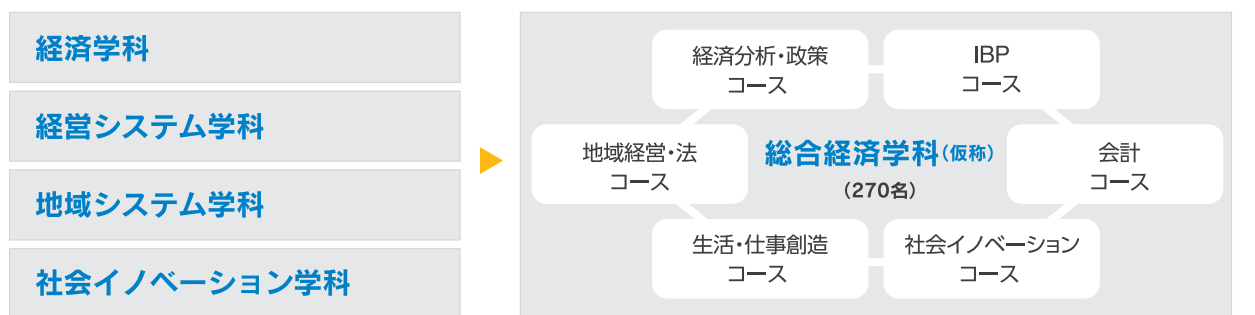 経済学科
経営システム学科
地域システム学科
社会イノベーション学科
経済分析・政策
コース
IBP
コース
地域経営・法
コース
総合経済学科(仮称)
(270名)
会計
コース
生活・仕事創造
コース
社会イノベーション
コース